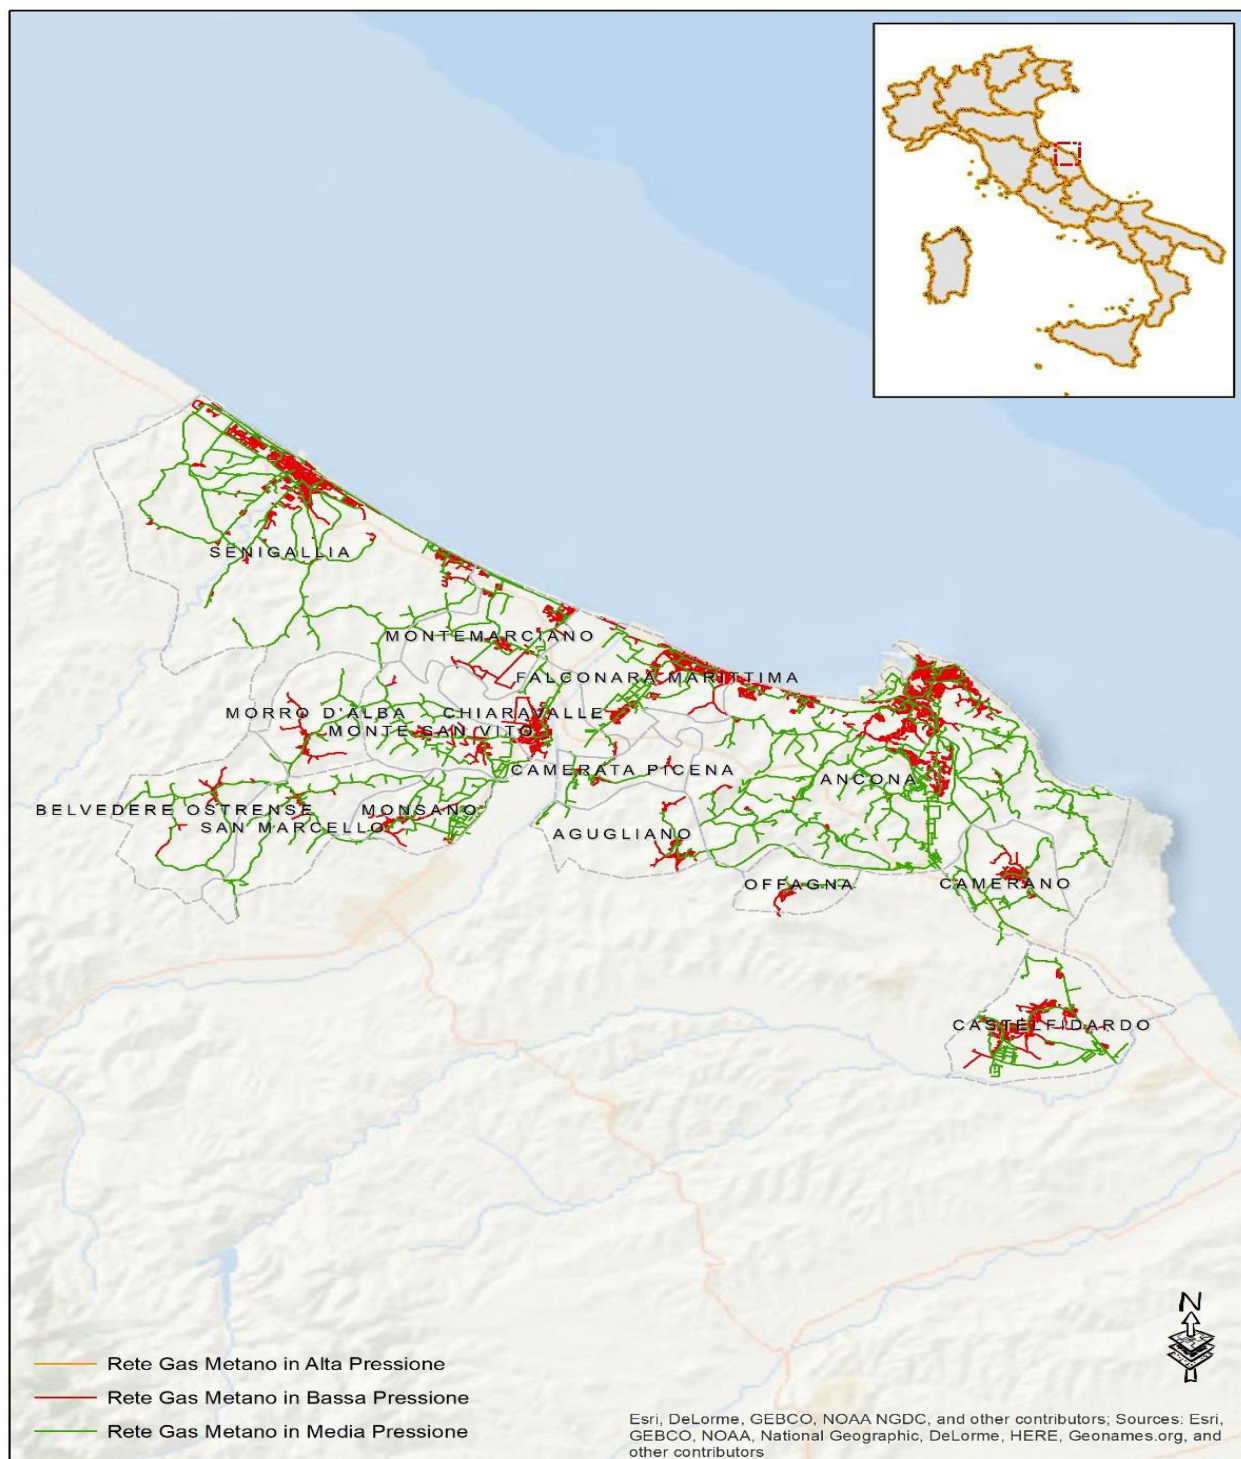 SENIGALLIA
MONTEMARCIANO
FALCONARA MARITTIMA
MORRO D'ALBA
CHIARAVALLE
MONTE SAN VITO
CAMERATA PICENA
ANCONA
BELVEDERE OSTRENSE
MONSANO
SAN MARCELLO
AGUGLIANO
OFFAGNA
CAMERANO
CASTELFIDARDO
N
Rete Gas Metano in Alta Pressione
Rete Gas Metano in Bassa Pressione
Rete Gas Metano in Media Pressione
Esri, DeLorme, GEBCO, NOAA NGDC, and other contributors; Sources: Esri,
GEBCO, NOAA, National Geographic, DeLorme, HERE, Geonames.org, and
other contributors